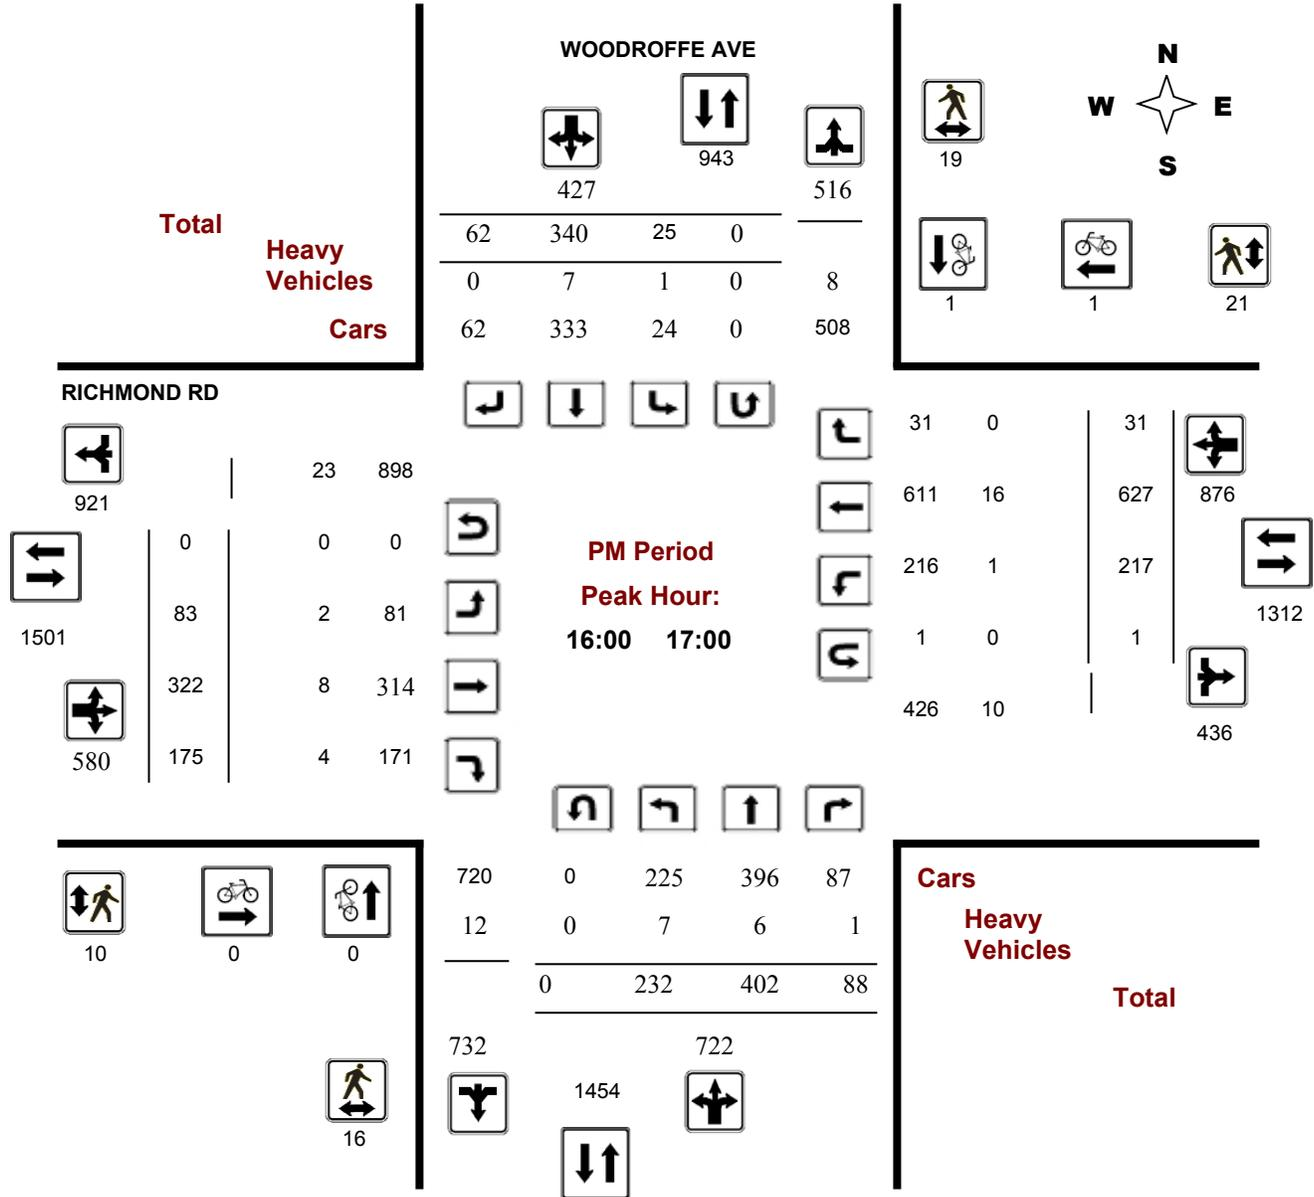 WOODROFFE AVE
N
W E
S
943
19
427
516
Total
62 340 25 0
Heavy
Vehicles
0 7 1 0 8
1 1 21
Cars
62 333 24 0 508
RICHMOND RD
31 0 31
23 898
921
611 16 627 876
0 0 0
PM Period
216 1 217
Peak Hour:
83 2 81
1312
1501
16:00 17:00
1 0 1
322 8 314
426 10
436
580
175 4 171
720 0 225 396 87
Cars
12 0 7 6 1
Heavy
Vehicles
10 0 0
0 232 402 88
Total
732 722
1454
16